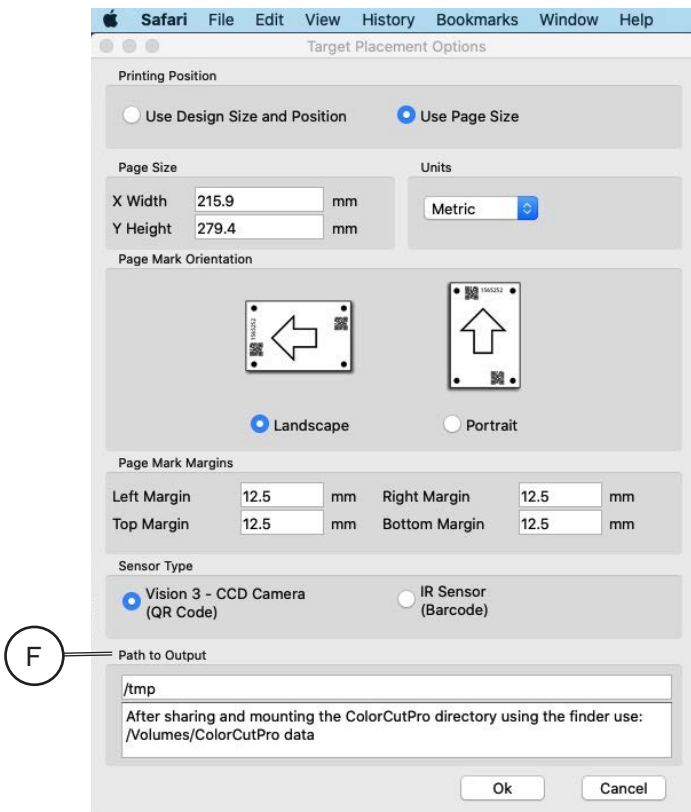 Safari File Edit View History Bookmarks Window Help
Target Placement Options
Printing Position
Use Design Size and Position Use Page Size
Page Size Units
X Width 215.9 mm Metric
Y Height 279.4 mm
Page Mark Orientation
1565252 1565252
Landscape Portrait
Page Mark Margins
Left Margin 12.5 mm Right Margin 12.5 mm
Top Margin 12.5 mm Bottom Margin 12.5 mm
Sensor Type
Vision 3 - CCD Camera IR Sensor
(QR Code) (Barcode)
F Path to Output
/tmp
After sharing and mounting the ColorCutPro directory using the finder use:
/Volumes/ColorCutPro data
Ok Cancel